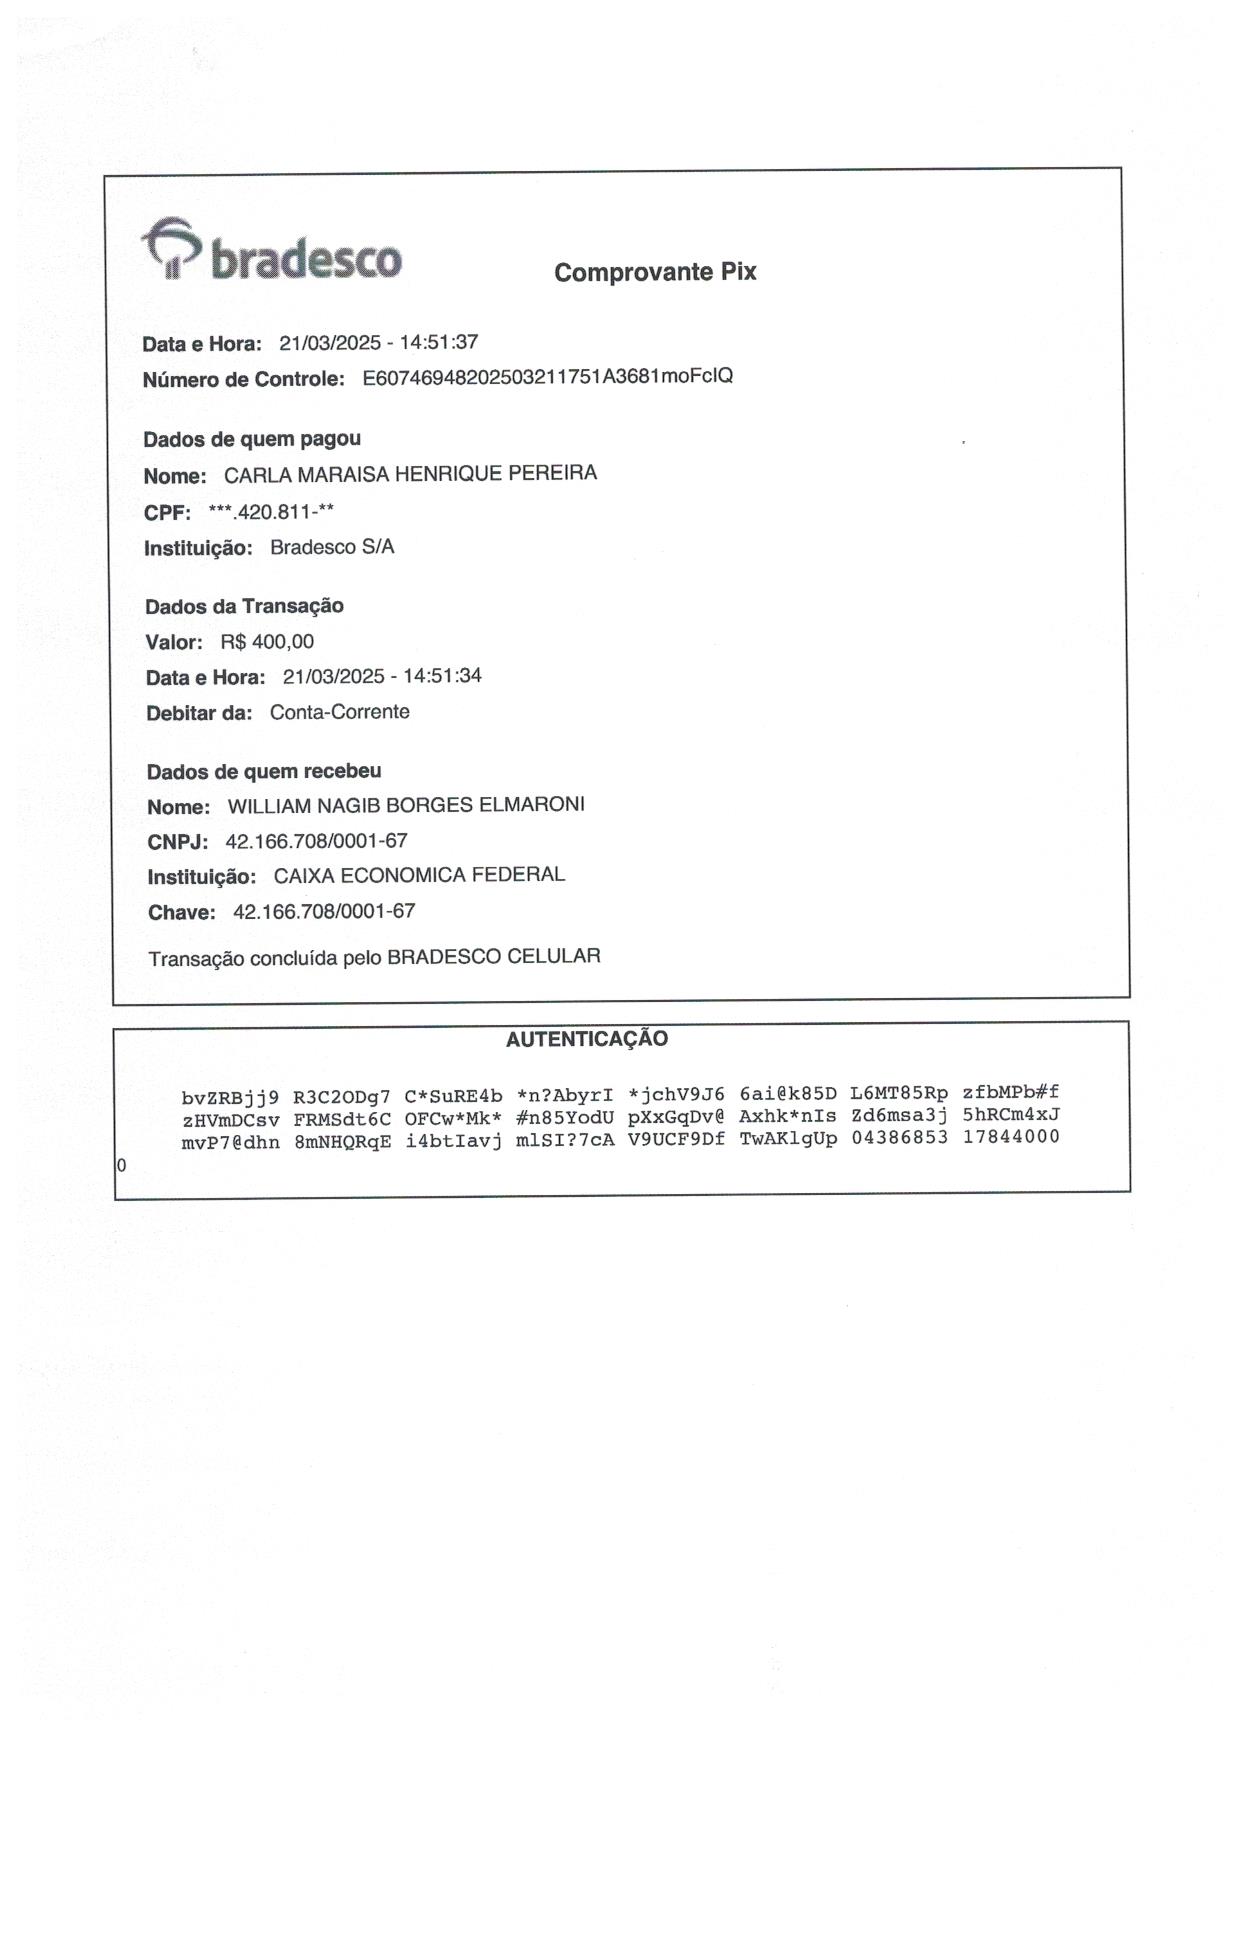 bradesco
Comprovante Pix
Data e Hora: 21/03/2025 - 14:51:37
Número de Controle: E60746948202503211751A3681moFclQ
Dados de quem pagou
Nome: CARLA MARAISA HENRIQUE PEREIRA
CPF: ***.420.811-**
Instituição: Bradesco S/A
Dados da Transação
Valor: R$ 400,00
Data e Hora: 21/03/2025 - 14:51:34
Debitar da: Conta-Corrente
Dados de quem recebeu
Nome: WILLIAM NAGIB BORGES ELMARONI
CNPJ: 42.166.708/0001-67
Instituição: CAIXA ECONOMICA FEDERAL
Chave: 42.166.708/0001-67
Transação concluída pelo BRADESCO CELULAR
AUTENTICAÇÃO
bvZRBjj9 R3C2ODg7 C*SuRE4b *n?AbyrI *jchV9J6 6ai@k85D L6MT85Rp zfbMPb#f
zHVmDCsv FRMSdt6C OFCw*Mk* #n85YodU pXxGqDv@ Axhk*nIs Zd6msa3j 5hRCm4xJ
mvP7@dhn 8mNHQRqE i4btIavj mlSI?7cA V9UCF9Df TwAKlgUp 04386853 17844000
0